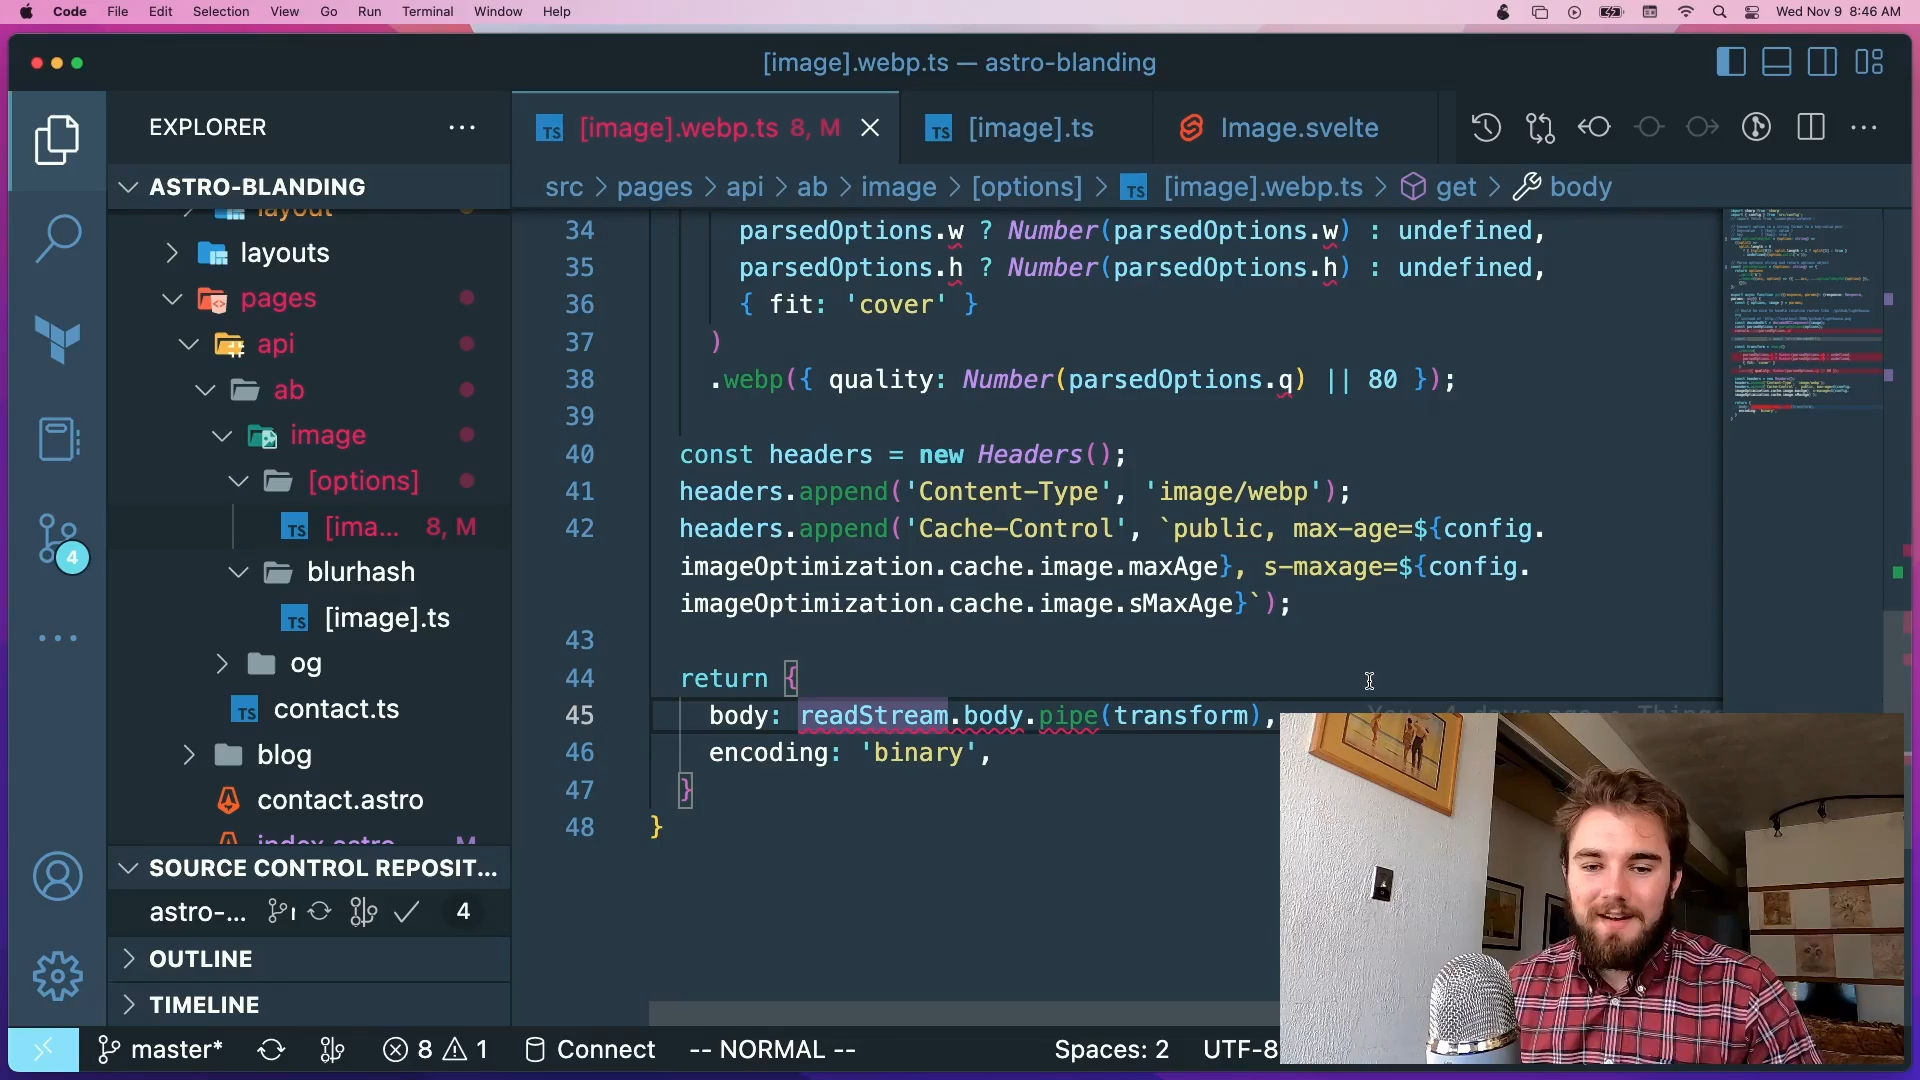 Code File Edit Selection View Go Run Terminal Window Help Wed Nov 9 8:46 AM
[image].webp.ts — astro-blanding
EXPLORER
ASTRO-BLANDING
layout
layouts
pages
api
ab
image
[options]
[ima... 8, M
blurhash
[image].ts
og
contact.ts
blog
contact.astro
index.astro M
SOURCE CONTROL REPOSIT...
astro-... 4
OUTLINE
TIMELINE
4
[image].webp.ts 8, M
[image].ts
Image.svelte
src > pages > api > ab > image > [options] > [image].webp.ts > get > body
34 parsedOptions.w ? Number(parsedOptions.w) : undefined,
35 parsedOptions.h ? Number(parsedOptions.h) : undefined,
36 { fit: 'cover' }
37 )
38 .webp({ quality: Number(parsedOptions.q) || 80 });
39
40 const headers = new Headers();
41 headers.append('Content-Type', 'image/webp');
42 headers.append('Cache-Control', `public, max-age=${config.
imageOptimization.cache.image.maxAge}, s-maxage=${config.
imageOptimization.cache.image.sMaxAge}`);
43
44 return {
45 body: readStream.body.pipe(transform),
46 encoding: 'binary',
47 }
48 }
master* 8 1 Connect -- NORMAL -- Spaces: 2 UTF-8